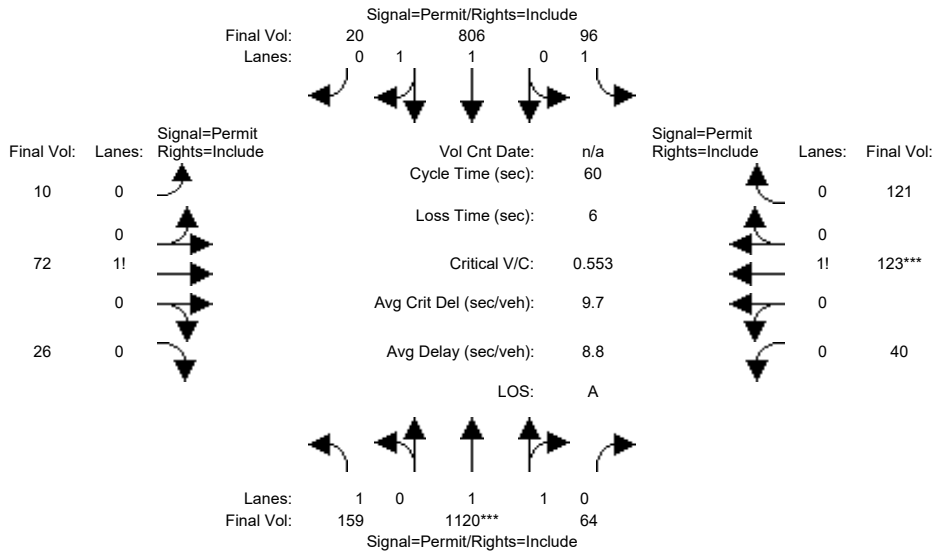 Signal=Permit/Rights=Include
Final Vol: 20 806 96
Lanes: 0 1 1 0 1
Signal=Permit
Final Vol: Lanes: Rights=Include
Vol Cnt Date: n/a
Signal=Permit
Rights=Include Lanes: Final Vol:
Cycle Time (sec): 60
10 0
0 121
Loss Time (sec): 6
0
0
72 1!
Critical V/C: 0.553
1! 123***
0
Avg Crit Del (sec/veh): 9.7
0
26 0
Avg Delay (sec/veh): 8.8
0 40
LOS: A
Lanes: 1 0 1 1 0
Final Vol: 159 1120*** 64
Signal=Permit/Rights=Include